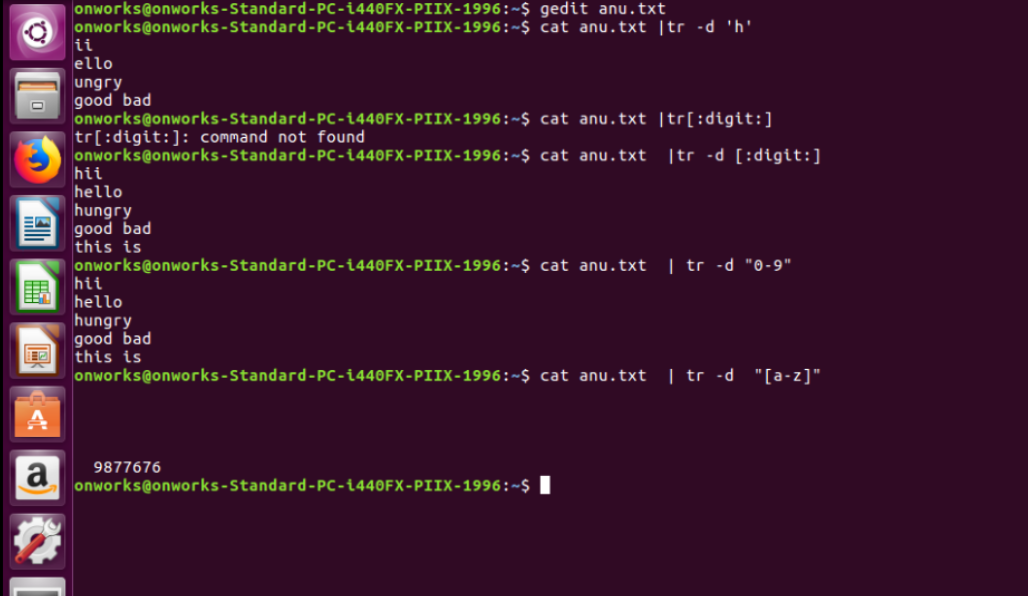 onworks@onworks-Standard-PC-i440FX-PIIX-1996:~$ gedit anu.txt
onworks@onworks-Standard-PC-i440FX-PIIX-1996:~$ cat anu.txt |tr -d 'h'
ii
ello
ungry
good bad
onworks@onworks-Standard-PC-i440FX-PIIX-1996:~$ cat anu.txt |tr[:digit:]
tr[:digit:]: command not found
onworks@onworks-Standard-PC-i440FX-PIIX-1996:~$ cat anu.txt  |tr -d [:digit:]
hii
hello
hungry
good bad
this is
onworks@onworks-Standard-PC-i440FX-PIIX-1996:~$ cat anu.txt  | tr -d "0-9"
hii
hello
hungry
good bad
this is
onworks@onworks-Standard-PC-i440FX-PIIX-1996:~$ cat anu.txt  | tr -d  "[a-z]"
  9877676
onworks@onworks-Standard-PC-i440FX-PIIX-1996:~$